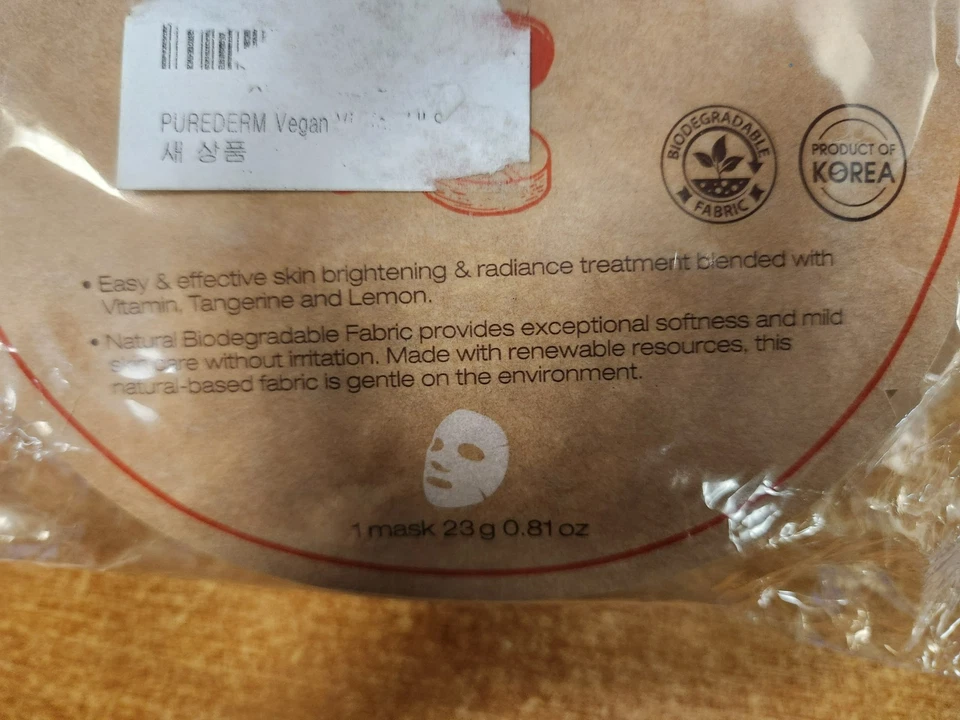 PUREDERM Vegan
새 상품
BIODEGRADABLE
FABRIC
PRODUCT OF
KOREA
• Easy & effective skin brightening & radiance treatment blended with
Vitamin, Tangerine and Lemon.
• Natural Biodegradable Fabric provides exceptional softness and mild
skincare without irritation. Made with renewable resources, this
natural-based fabric is gentle on the environment.
1 mask 23 g 0.81 oz